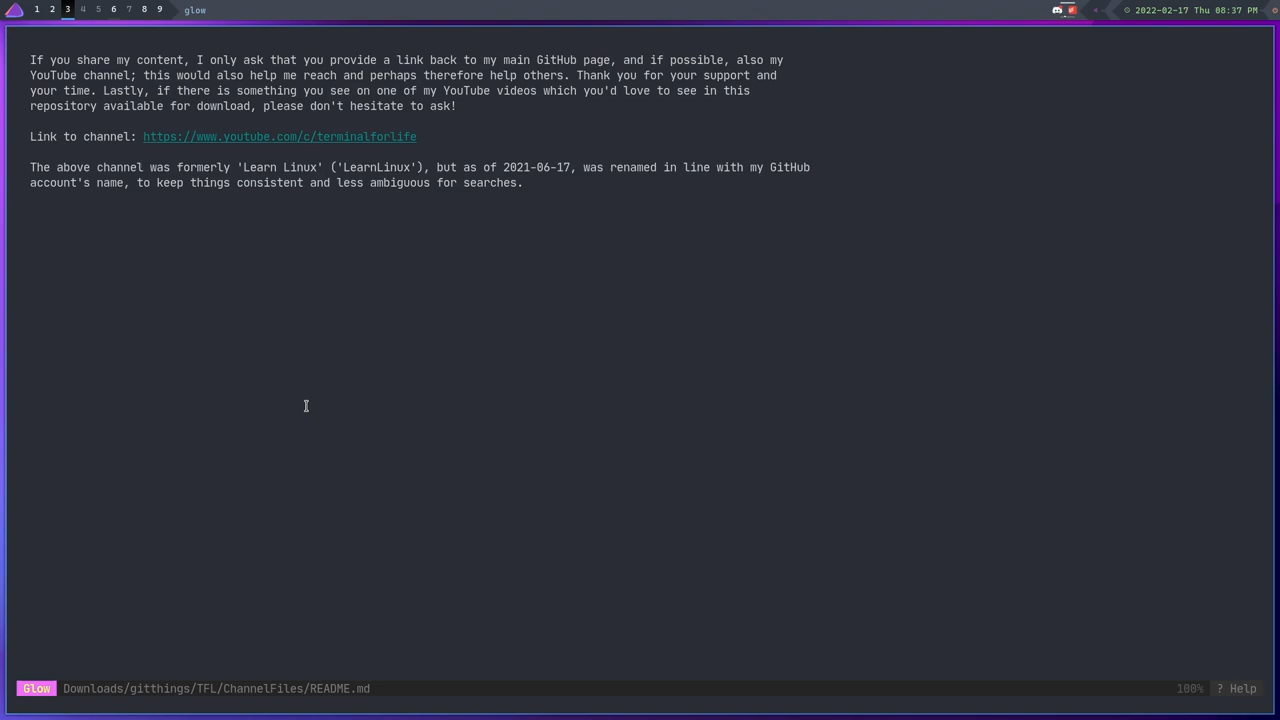 1 2 3 4 5 6 7 8 9 glow 2022-02-17 Thu 08:37 PM
If you share my content, I only ask that you provide a link back to my main GitHub page, and if possible, also my
YouTube channel; this would also help me reach and perhaps therefore help others. Thank you for your support and
your time. Lastly, if there is something you see on one of my YouTube videos which you'd love to see in this
repository available for download, please don't hesitate to ask!
Link to channel: https://www.youtube.com/c/terminalforlife
The above channel was formerly 'Learn Linux' ('LearnLinux'), but as of 2021-06-17, was renamed in line with my GitHub
account's name, to keep things consistent and less ambiguous for searches.
Glow Downloads/gitthings/TFL/ChannelFiles/README.md 100% ? Help